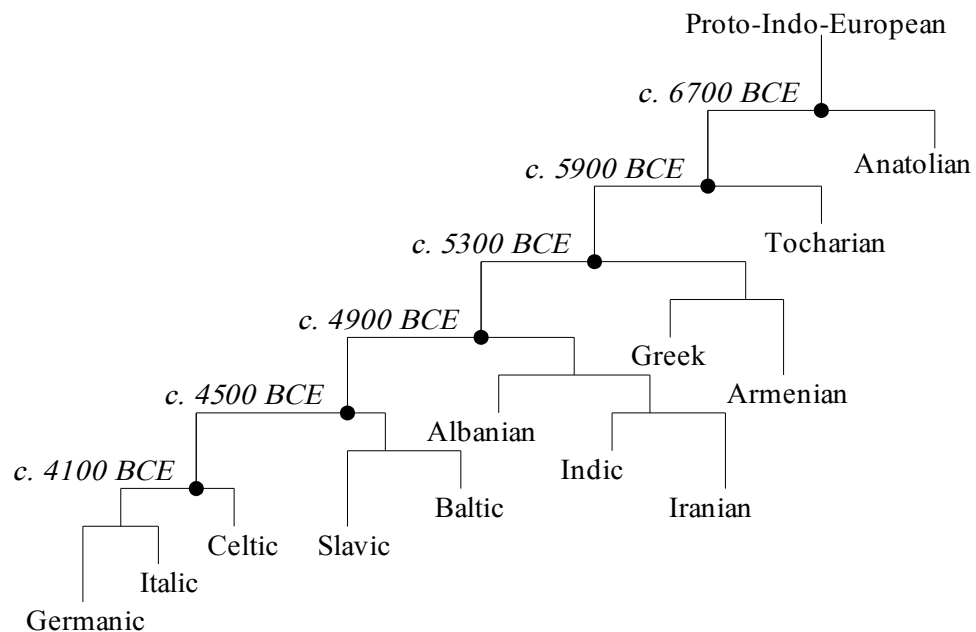 Proto-Indo-European
c. 6700 BCE
Anatolian
c. 5900 BCE
Tocharian
c. 5300 BCE
Greek
Armenian
c. 4900 BCE
Albanian
Indic
Iranian
c. 4500 BCE
Slavic
Baltic
c. 4100 BCE
Celtic
Italic
Germanic